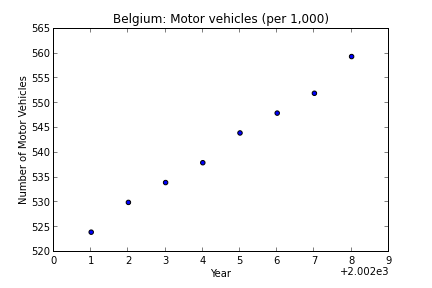 Belgium: Motor vehicles (per 1,000)
Number of Motor Vehicles
565
560
555
550
545
540
535
530
525
520
0 1 2 3 4 5 6 7 8 9
Year
+2.002e3